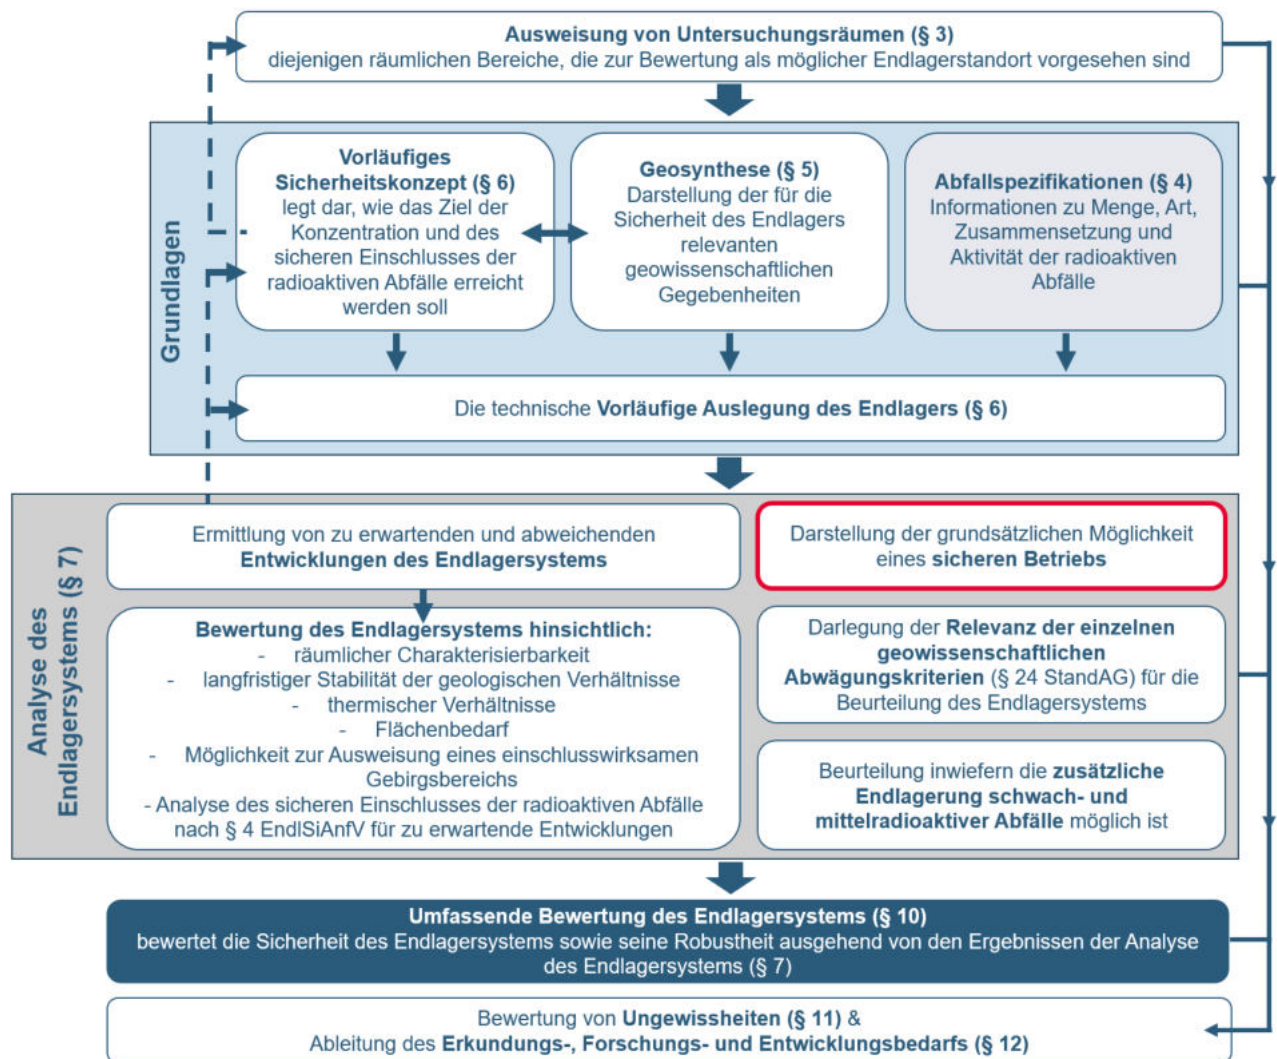 Ausweisung von Untersuchungsräumen (§ 3)
diejenigen räumlichen Bereiche, die zur Bewertung als möglicher Endlagerstandort vorgesehen sind
Grundlagen
Vorläufiges
Sicherheitskonzept (§ 6)
legt dar, wie das Ziel der
Konzentration und des
sicheren Einschlusses der
radioaktiven Abfälle erreicht
werden soll
Geosynthese (§ 5)
Darstellung der für die
Sicherheit des Endlagers
relevanten
geowissenschaftlichen
Gegebenheiten
Abfallspezifikationen (§ 4)
Informationen zu Menge, Art,
Zusammensetzung und
Aktivität der radioaktiven
Abfälle
Die technische Vorläufige Auslegung des Endlagers (§ 6)
Analyse des
Endlagersystems (§ 7)
Ermittlung von zu erwartenden und abweichenden
Entwicklungen des Endlagersystems
Bewertung des Endlagersystems hinsichtlich:
- räumlicher Charakterisierbarkeit
- langfristiger Stabilität der geologischen Verhältnisse
- thermischer Verhältnisse
- Flächenbedarf
- Möglichkeit zur Ausweisung eines einschlusswirksamen
Gebirgsbereichs
- Analyse des sicheren Einschlusses der radioaktiven Abfälle
nach § 4 EndlSiAnfV für zu erwartende Entwicklungen
Darstellung der grundsätzlichen Möglichkeit
eines sicheren Betriebs
Darlegung der Relevanz der einzelnen
geowissenschaftlichen
Abwägungskriterien (§ 24 StandAG) für die
Beurteilung des Endlagersystems
Beurteilung inwiefern die zusätzliche
Endlagerung schwach- und
mittelradioaktiver Abfälle möglich ist
Umfassende Bewertung des Endlagersystems (§ 10)
bewertet die Sicherheit des Endlagersystems sowie seine Robustheit ausgehend von den Ergebnissen der Analyse
des Endlagersystems (§ 7)
Bewertung von Ungewissheiten (§ 11) &
Ableitung des Erkundungs-, Forschungs- und Entwicklungsbedarfs (§ 12)